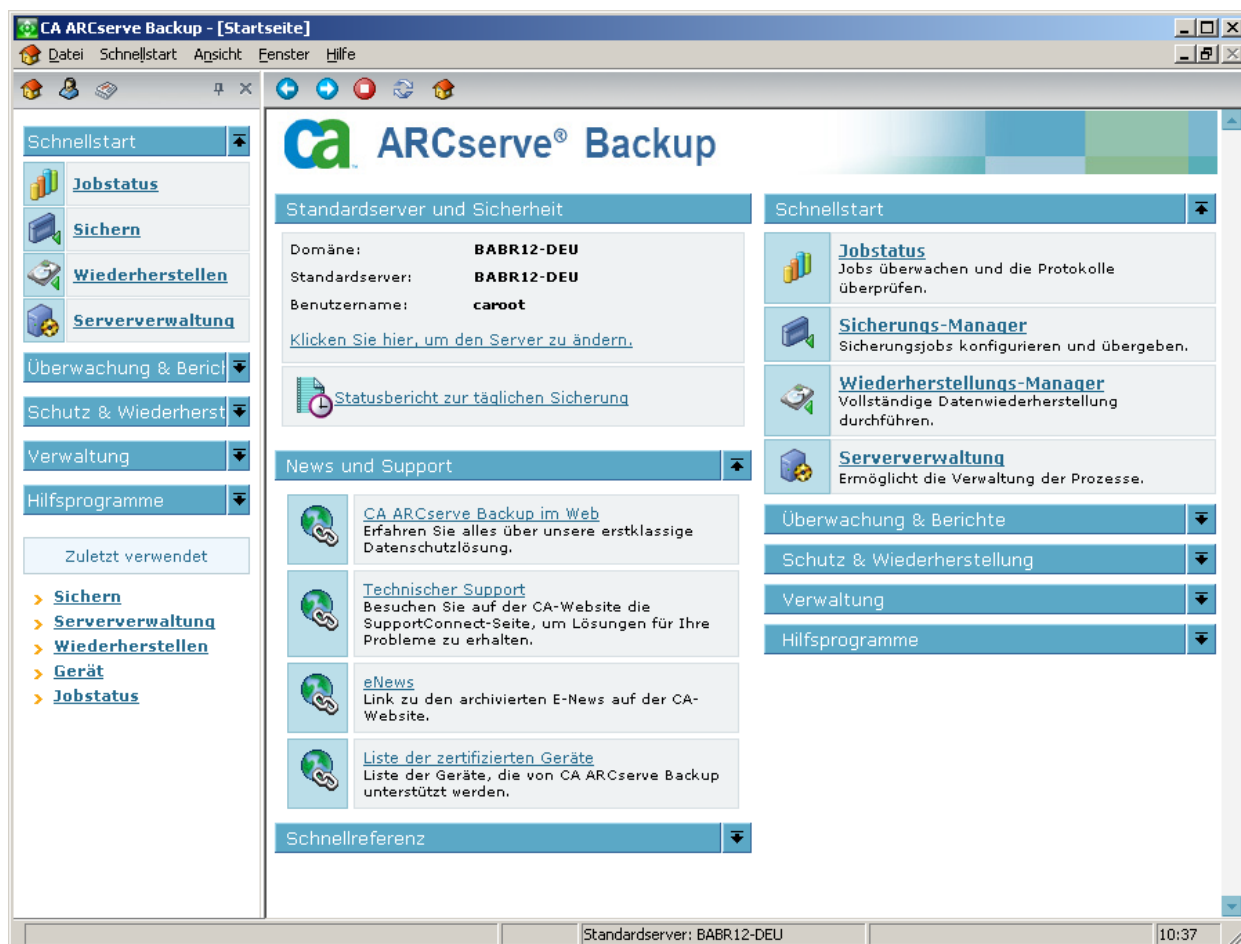 CA ARCserve Backup - [Startseite]
Datei Schnellstart Ansicht Fenster Hilfe
Schnellstart
Jobstatus
Sichern
Wiederherstellen
Serververwaltung
Überwachung & Berich
Schutz & Wiederherst
Verwaltung
Hilfsprogramme
Zuletzt verwendet
Sichern
Serververwaltung
Wiederherstellen
Gerät
Jobstatus
ca ARCserve® Backup
Standardserver und Sicherheit
Domäne: BABR12-DEU
Standardserver: BABR12-DEU
Benutzername: caroot
Klicken Sie hier, um den Server zu ändern.
Statusbericht zur täglichen Sicherung
News und Support
CA ARCserve Backup im Web
Erfahren Sie alles über unsere erstklassige
Datenschutzlösung.
Technischer Support
Besuchen Sie auf der CA-Website die
SupportConnect-Seite, um Lösungen für Ihre
Probleme zu erhalten.
eNews
Link zu den archivierten E-News auf der CA-
Website.
Liste der zertifizierten Geräte
Liste der Geräte, die von CA ARCserve Backup
unterstützt werden.
Schnellreferenz
Schnellstart
Jobstatus
Jobs überwachen und die Protokolle
überprüfen.
Sicherungs-Manager
Sicherungsjobs konfigurieren und übergeben.
Wiederherstellungs-Manager
Vollständige Datenwiederherstellung
durchführen.
Serververwaltung
Ermöglicht die Verwaltung der Prozesse.
Überwachung & Berichte
Schutz & Wiederherstellung
Verwaltung
Hilfsprogramme
Standardserver: BABR12-DEU
10:37